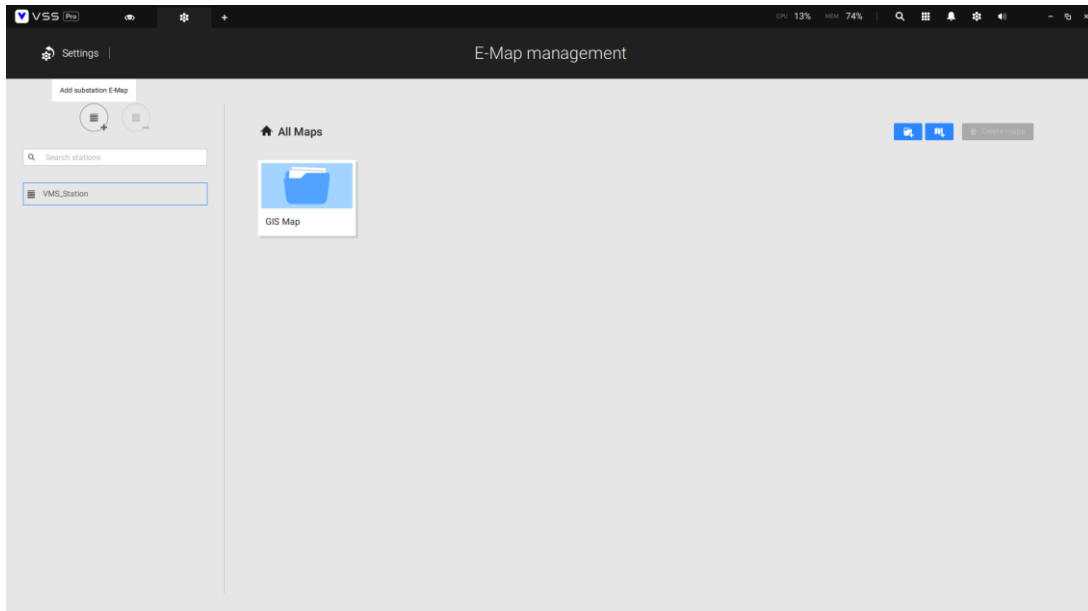 VSS Pro
CPU 13% MEM 74%
Settings
E-Map management
Add substation E-Map
Search stations
VMS_Station
All Maps
Delete maps
GIS Map